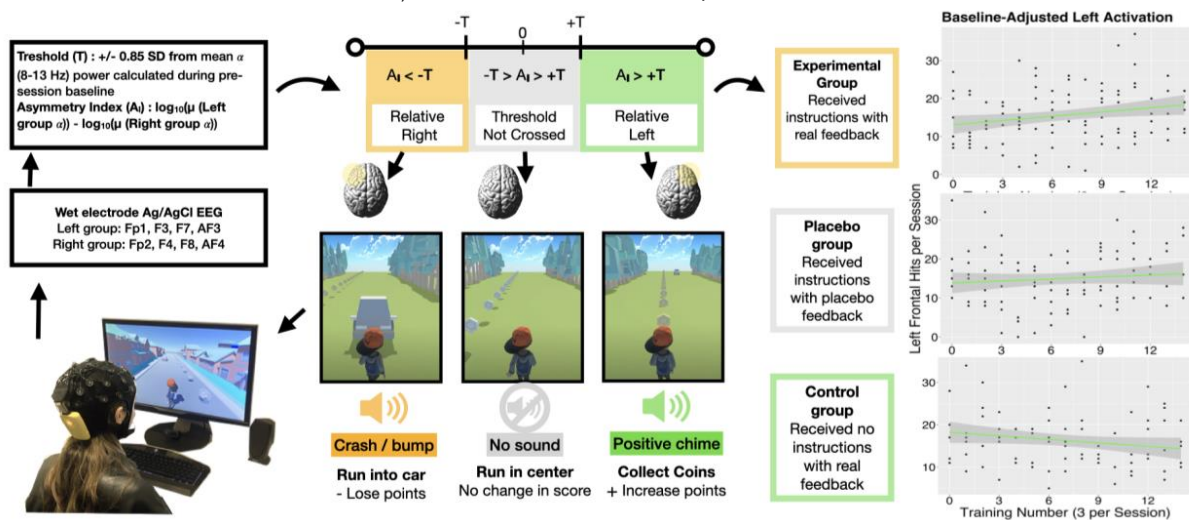 Treshold (T) : +/- 0.85 SD from mean α
(8-13 Hz) power calculated during pre-
session baseline
Asymmetry Index (Aı) : log₁₀(μ (Left
group α)) - log₁₀(μ (Right group α))
Wet electrode Ag/AgCl EEG
Left group: Fp1, F3, F7, AF3
Right group: Fp2, F4, F8, AF4
-T
0
+T
Aı < -T
-T > Aı > +T
Aı > +T
Relative
Right
Threshold
Not Crossed
Relative
Left
Crash / bump
No sound
Positive chime
Run into car
- Lose points
Run in center
No change in score
Collect Coins
+ Increase points
Experimental
Group
Received
instructions with
real feedback
Placebo
group
Received
instructions
with placebo
feedback
Control
group
Received no
instructions
with real
feedback
Baseline-Adjusted Left Activation
Left Frontal Hits per Session
30
20
10
0
0 3 6 9 12
30
20
10
0
0 3 6 9 12
30
20
10
0 3 6 9 12
Training Number (3 per Session)